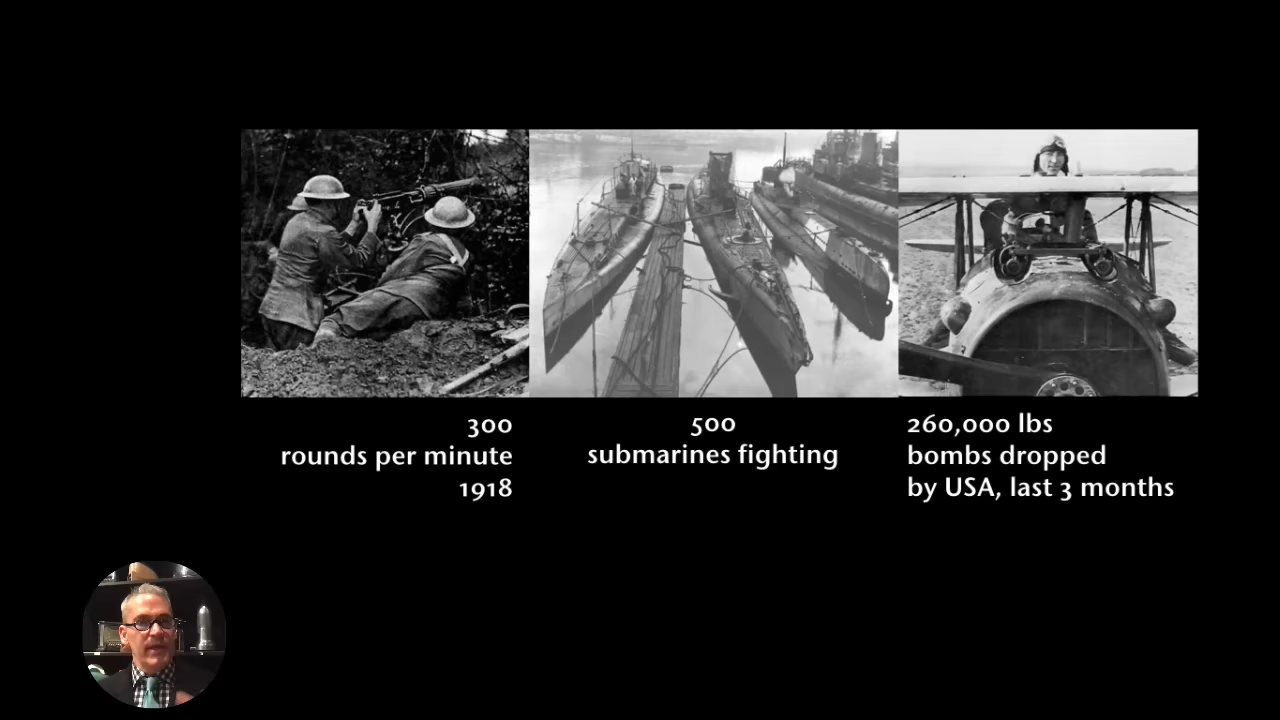 300
rounds per minute
1918
500
submarines fighting
260,000 lbs
bombs dropped
by USA, last 3 months